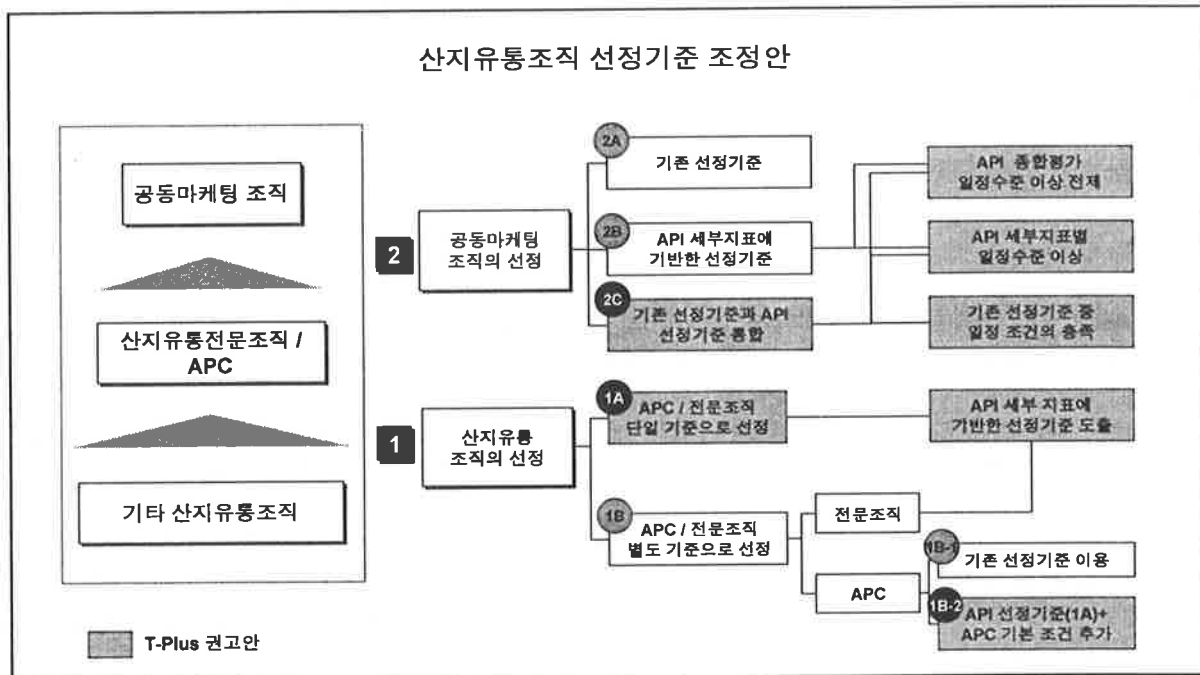 산지유통조직 선정기준 조정안
공동마케팅 조직
산지유통전문조직 /
APC
기타 산지유통조직
2
공동마케팅
조직의 선정
2A
기존 선정기준
2B
API 세부지표에
기반한 선정기준
2C
기존 선정기준과 API
선정기준 통합
API 종합평가
일정수준 이상 전제
API 세부지표별
일정수준 이상
기존 선정기준 중
일정 조건의 충족
1
산지유통
조직의 선정
1A
APC / 전문조직
단일 기준으로 선정
API 세부 지표에
기반한 선정기준 도출
1B
APC / 전문조직
별도 기준으로 선정
전문조직
APC
1B-1
기존 선정기준 이용
1B-2
API 선정기준(1A)+
APC 기본 조건 추가
T-Plus 권고안